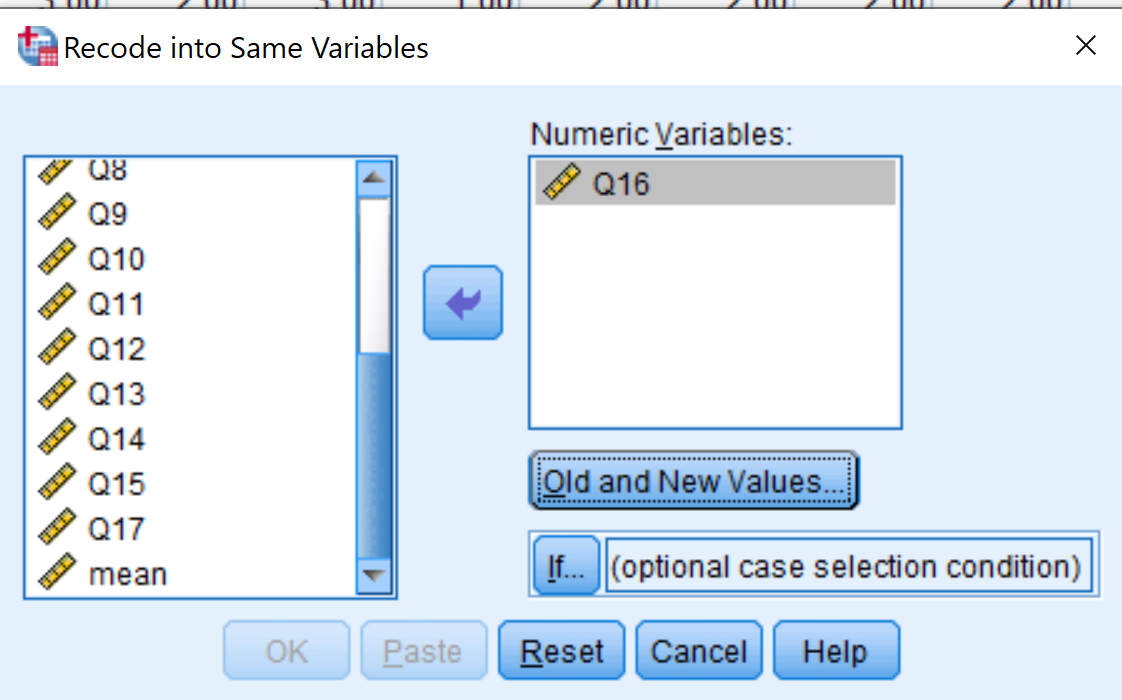 Recode into Same Variables
Numeric Variables:
Q8
Q9
Q10
Q11
Q12
Q13
Q14
Q15
Q17
mean
Q16
Old and New Values...
If... (optional case selection condition)
OK Paste Reset Cancel Help